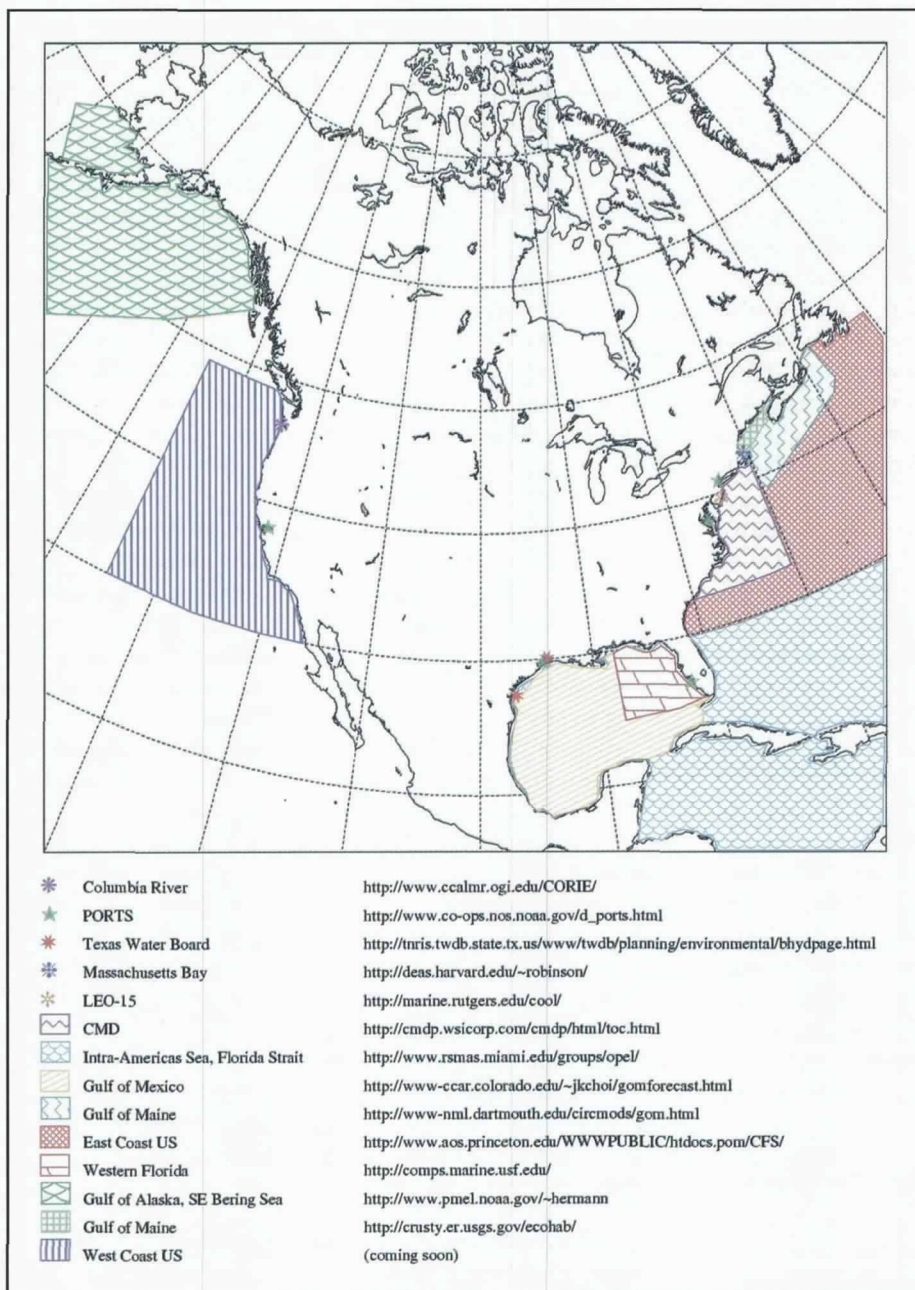 Columbia River http://www.ccalmr.ogi.edu/CORIE/
PORTS http://www.co-ops.nos.noaa.gov/d_ports.html
Texas Water Board http://tnris.twdb.state.tx.us/www/twdb/planning/environmental/bhydpage.html
Massachusetts Bay http://deas.harvard.edu/~robinson/
LEO-15 http://marine.rutgers.edu/cool/
CMD http://cmdp.wsicorp.com/cmdp/html/toc.html
Intra-Americas Sea, Florida Strait http://www.rsmas.miami.edu/groups/opel/
Gulf of Mexico http://www-ccar.colorado.edu/~jkchoi/gomforecast.html
Gulf of Maine http://www-nml.dartmouth.edu/circmods/gom.html
East Coast US http://www.aos.princeton.edu/WWWPUBLIC/htdocs.pom/CFS/
Western Florida http://comps.marine.usf.edu/
Gulf of Alaska, SE Bering Sea http://www.pmel.noaa.gov/~hermann
Gulf of Maine http://crusty.er.usgs.gov/ecohab/
West Coast US (coming soon)